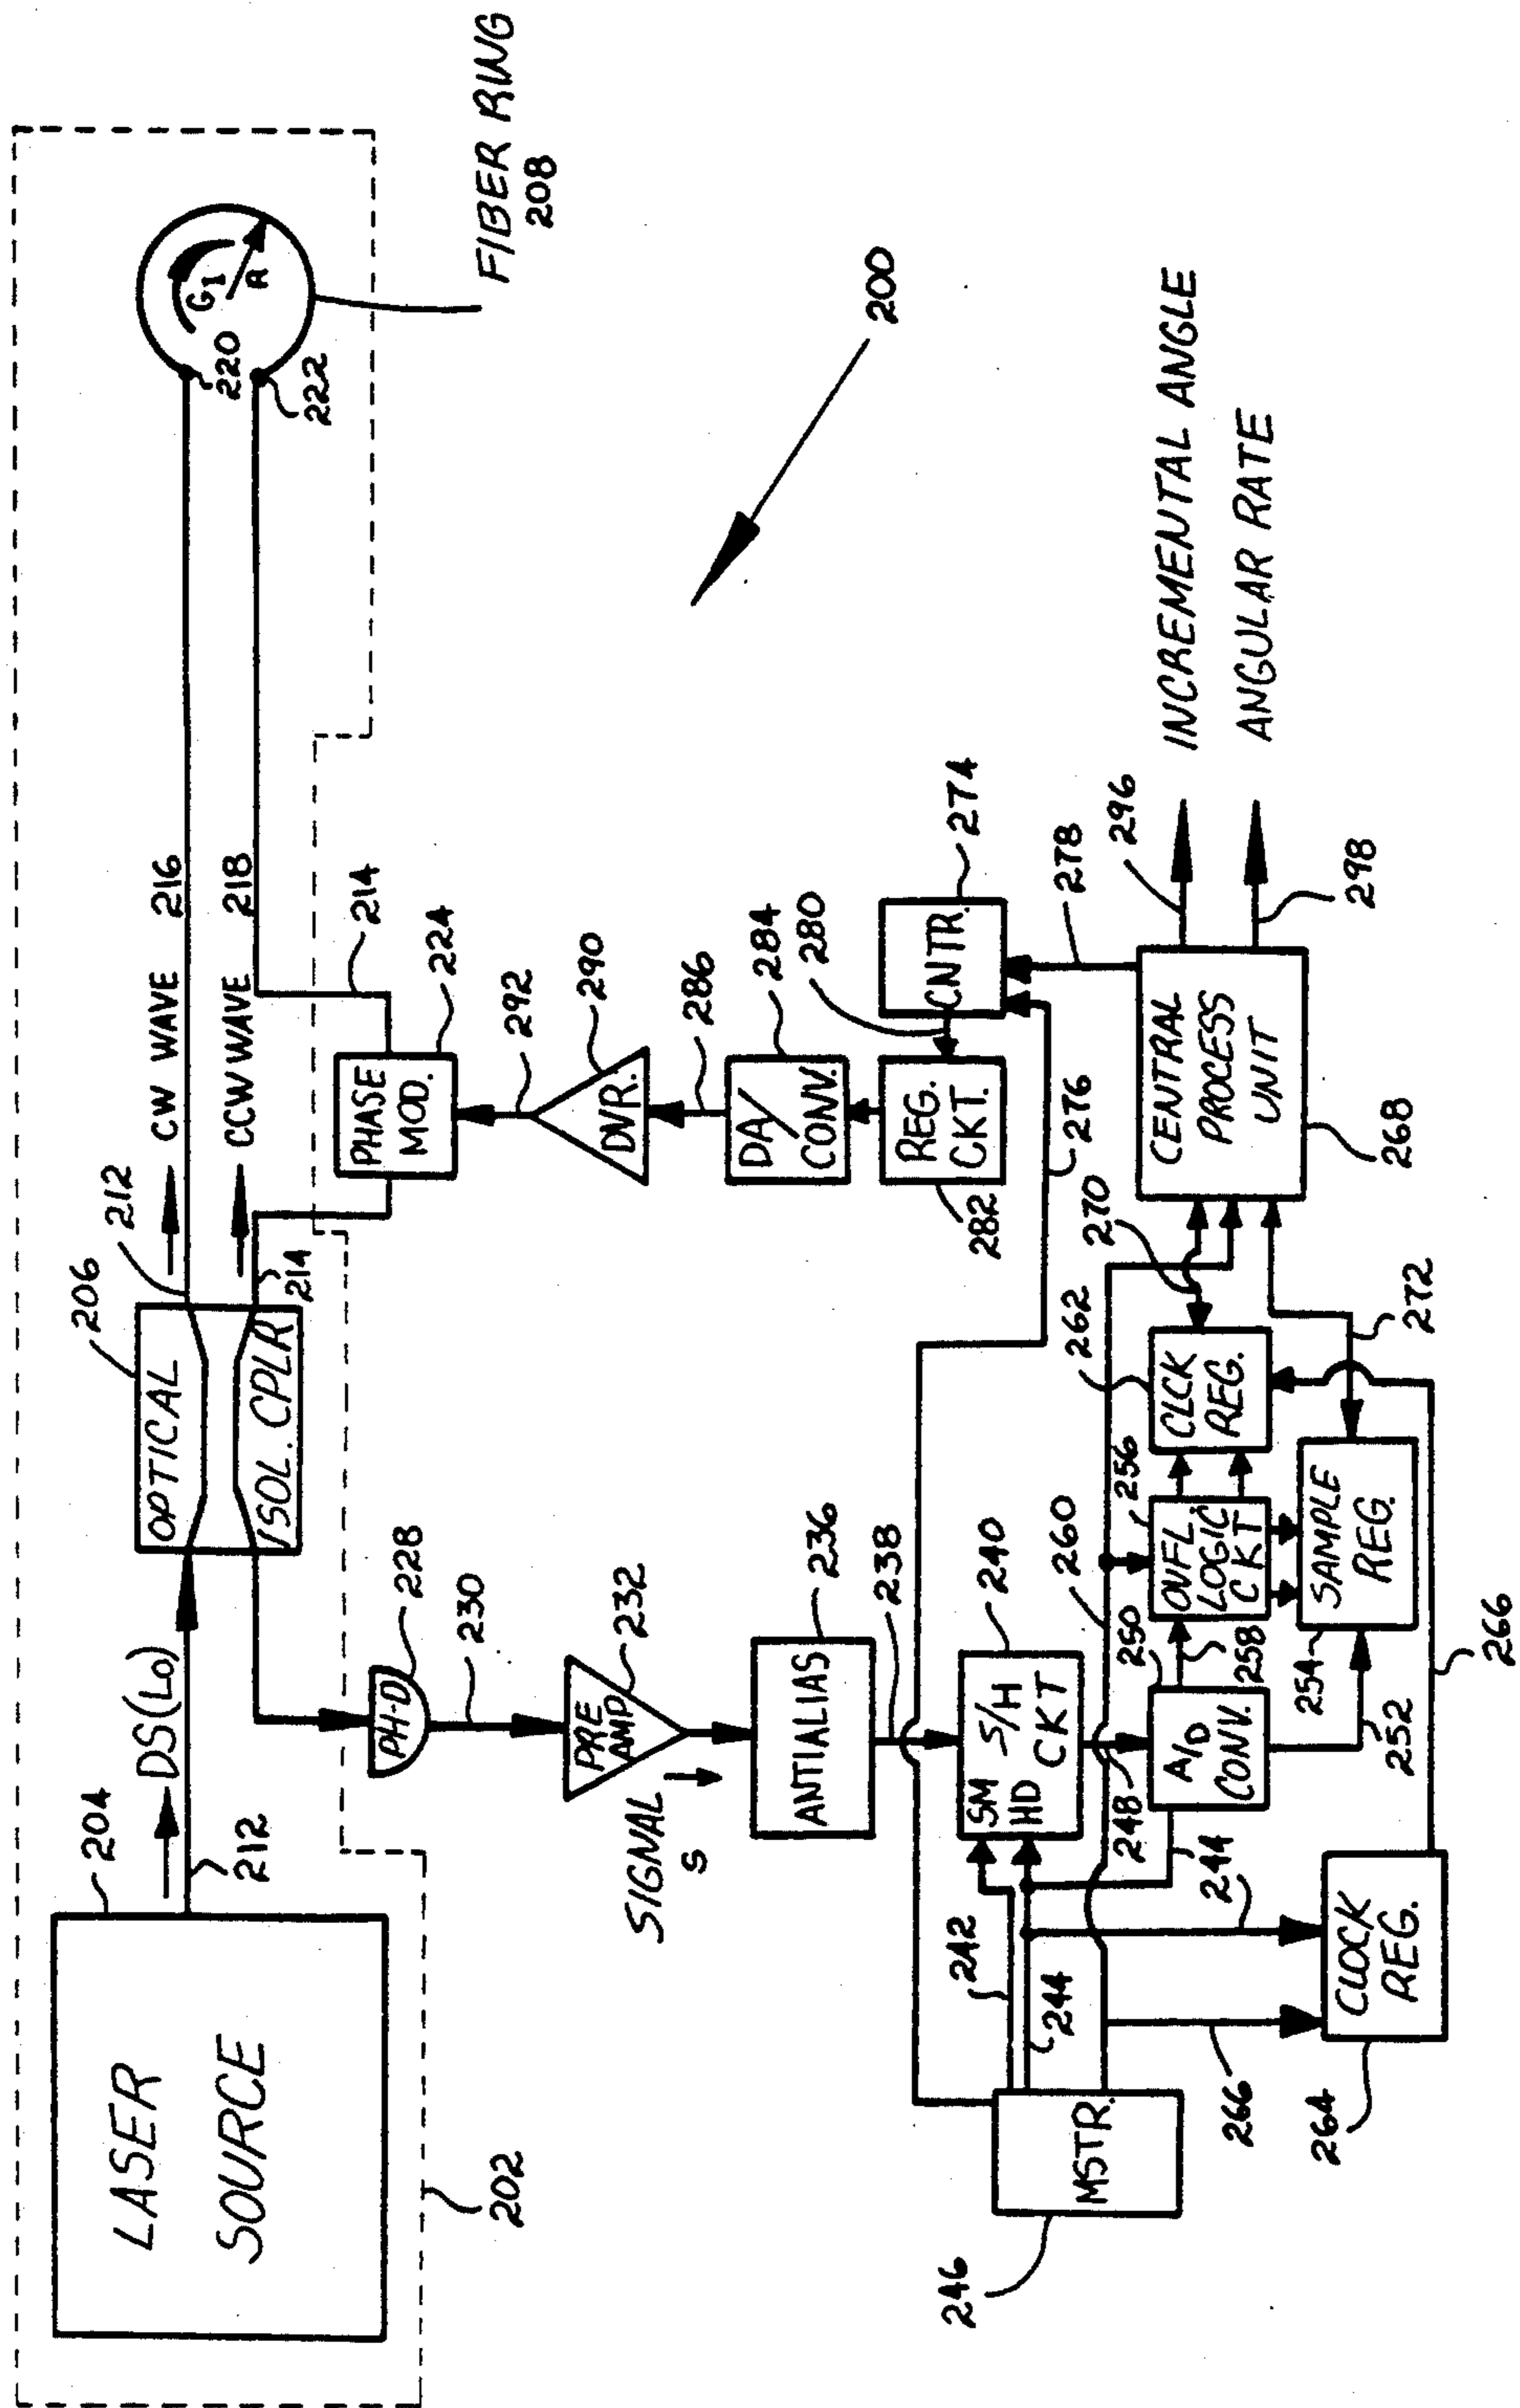 LASER
SOURCE
204
DS(Lo)
212
202
OPTICAL
ISOL. CPLR
206
212
214
CW WAVE 216
CCW WAVE 218
220
222
G1
R
FIBER RING
208
200
214
PHASE
MOD.
224
292
DVR.
290
286
DA/
CONV.
284
280
REG.
CKT.
282
CNTR.
274
276
278
PH-D
228
230
PRE
AMP
232
SIGNAL
S
ANTIALIAS
236
238
SM S/H
HD CKT
240
242
244
MSTR.
246
248
A/D
CONV.
250
244
258
OVFL.
LOGIC
CKT
256
260
CLCK
REG.
262
SAMPLE
REG.
254
252
CLOCK
REG.
264
244
266
266
270
272
CENTRAL
PROCESS
UNIT
268
296
298
INCREMENTAL ANGLE
ANGULAR RATE